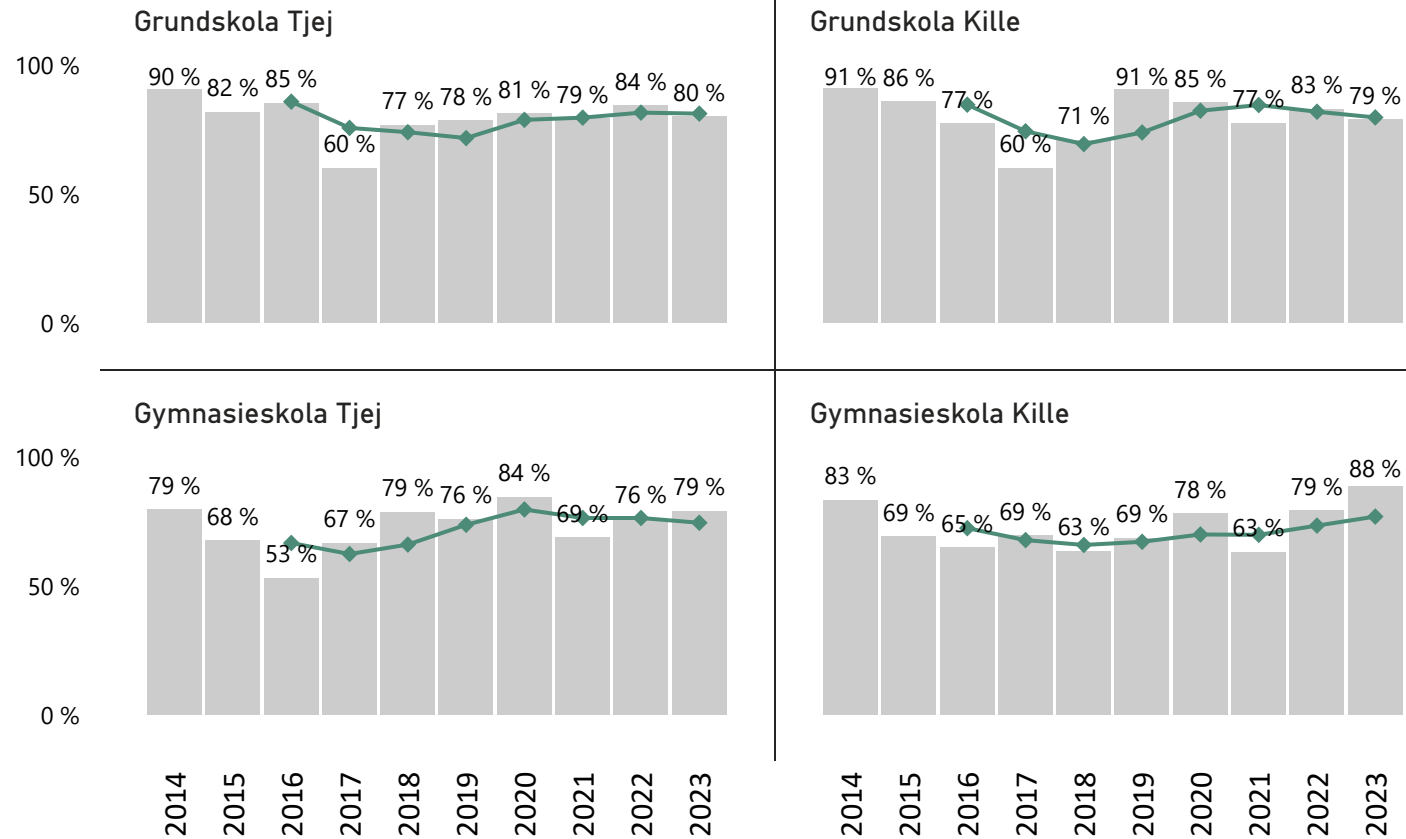 Grundskola Tjej
100 %
50 %
0 %
90 % 82 % 85 % 60 % 77 % 78 % 81 % 79 % 84 % 80 %
Grundskola Kille
91 % 86 % 77 % 60 % 71 % 91 % 85 % 77 % 83 % 79 %
Gymnasieskola Tjej
100 %
50 %
0 %
79 % 68 % 53 % 67 % 79 % 76 % 84 % 69 % 76 % 79 %
2014 2015 2016 2017 2018 2019 2020 2021 2022 2023
Gymnasieskola Kille
83 % 69 % 65 % 69 % 63 % 69 % 78 % 63 % 79 % 88 %
2014 2015 2016 2017 2018 2019 2020 2021 2022 2023